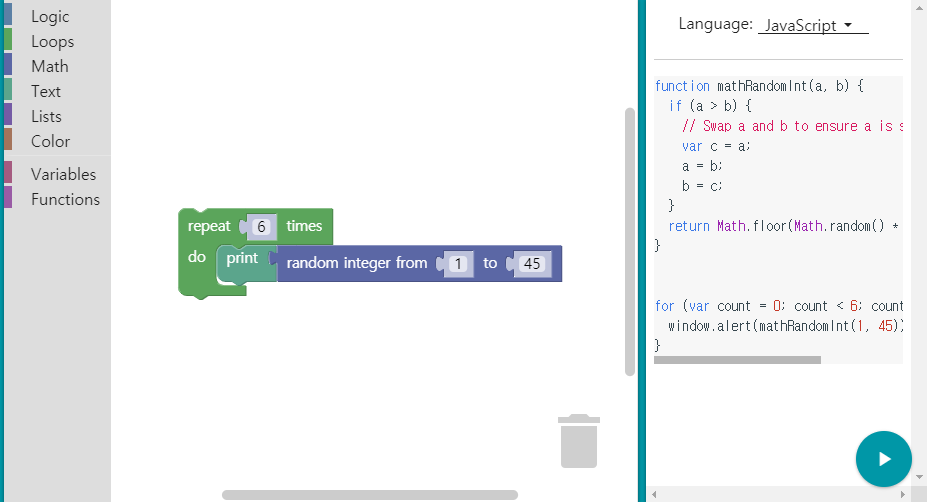 Logic
Loops
Math
Text
Lists
Color
Variables
Functions
repeat 6 times
do print random integer from 1 to 45
Language: JavaScript
function mathRandomInt(a, b) {
if (a > b) {
// Swap a and b to ensure a is s
var c = a;
a = b;
b = c;
}
return Math.floor(Math.random() *
}
for (var count = 0; count < 6; count
window.alert(mathRandomInt(1, 45))
}